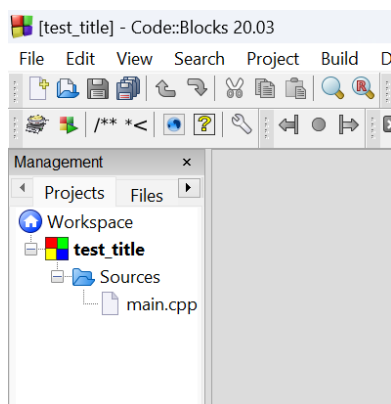 [test_title] - Code::Blocks 20.03
File Edit View Search Project Build D
/** *<
Management ×
Projects Files
Workspace
test_title
Sources
main.cpp